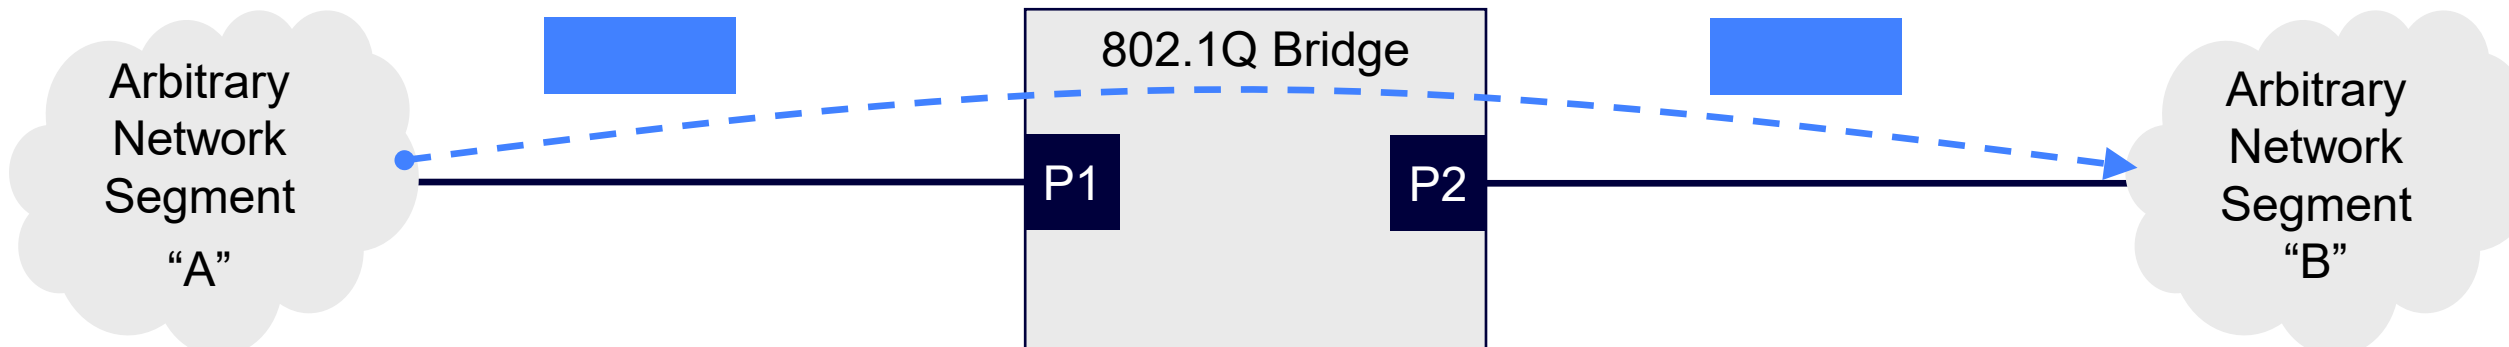 Arbitrary
Network
Segment
“A”
802.1Q Bridge
P1
P2
Arbitrary
Network
Segment
“B”